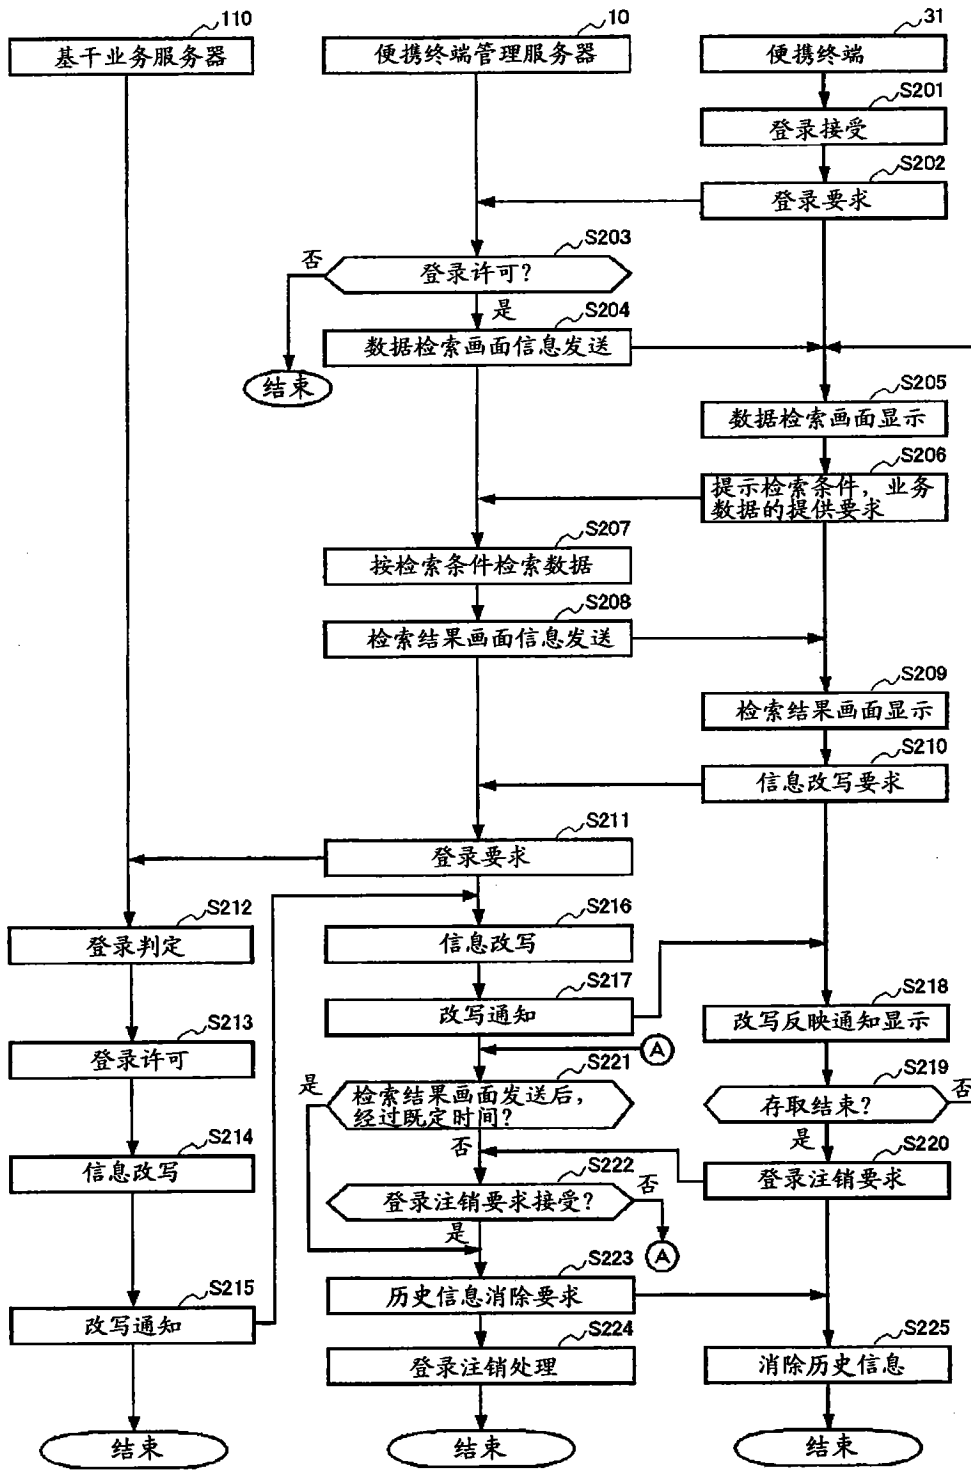 110
基干业务服务器
10
便携终端管理服务器
31
便携终端
S201
登录接受
S202
登录要求
S203
登录许可？
否
是
结束
S204
数据检索画面信息发送
S205
数据检索画面显示
S206
提示检索条件，业务
数据的提供要求
S207
按检索条件检索数据
S208
检索结果画面信息发送
S209
检索结果画面显示
S210
信息改写要求
S211
登录要求
S212
登录判定
S213
登录许可
S214
信息改写
S215
改写通知
S216
信息改写
S217
改写通知
S218
改写反映通知显示
S219
存取结束？
否
是
S220
登录注销要求
A
S221
检索结果画面发送后，
经过既定时间？
是
否
S222
登录注销要求接受？
否
是
A
S223
历史信息消除要求
S224
登录注销处理
S225
消除历史信息
结束
结束
结束